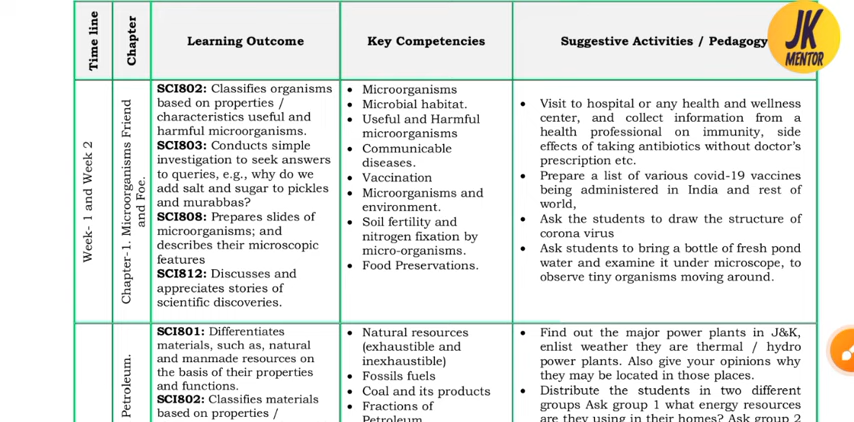 Time line
Chapter
Learning Outcome
Key Competencies
Suggestive Activities / Pedagogy
JK
MENTOR
Week- 1 and Week 2
Chapter-1. Microorganisms Friend
and Foe.
SCI802: Classifies organisms
based on properties /
characteristics useful and
harmful microorganisms.
SCI803: Conducts simple
investigation to seek answers
to queries, e.g., why do we
add salt and sugar to pickles
and murabbas?
SCI808: Prepares slides of
microorganisms; and
describes their microscopic
features
SCI812: Discusses and
appreciates stories of
scientific discoveries.
• Microorganisms
• Microbial habitat.
• Useful and Harmful
microorganisms
• Communicable
diseases.
• Vaccination
• Microorganisms and
environment.
• Soil fertility and
nitrogen fixation by
micro-organisms.
• Food Preservations.
• Visit to hospital or any health and wellness
center, and collect information from a
health professional on immunity, side
effects of taking antibiotics without doctor's
prescription etc.
• Prepare a list of various covid-19 vaccines
being administered in India and rest of
world,
• Ask the students to draw the structure of
corona virus
• Ask students to bring a bottle of fresh pond
water and examine it under microscope, to
observe tiny organisms moving around.
Petroleum.
SCI801: Differentiates
materials, such as, natural
and manmade resources on
the basis of their properties
and functions.
SCI802: Classifies materials
based on properties /
• Natural resources
(exhaustible and
inexhaustible)
• Fossils fuels
• Coal and its products
• Fractions of
Petroleum
• Find out the major power plants in J&K,
enlist weather they are thermal / hydro
power plants. Also give your opinions why
they may be located in those places.
• Distribute the students in two different
groups Ask group 1 what energy resources
are they using in their homes? Ask group 2